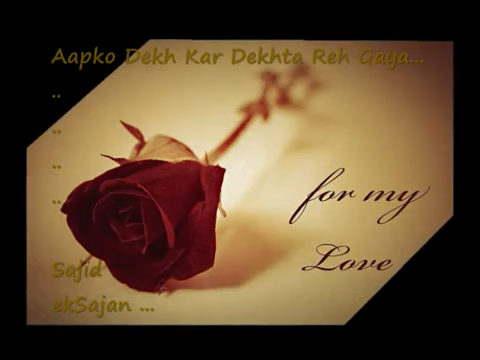 Aapko Dekh Kar Dekhta Reh Gaya...
..
..
..
..
for my
Love
Sajid
ekSajan ...